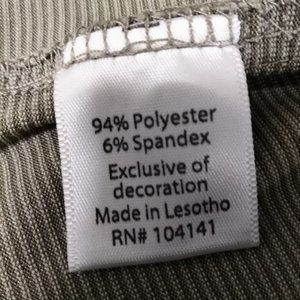 94% Polyester
6% Spandex
Exclusive of
decoration
Made in Lesotho
RN# 104141